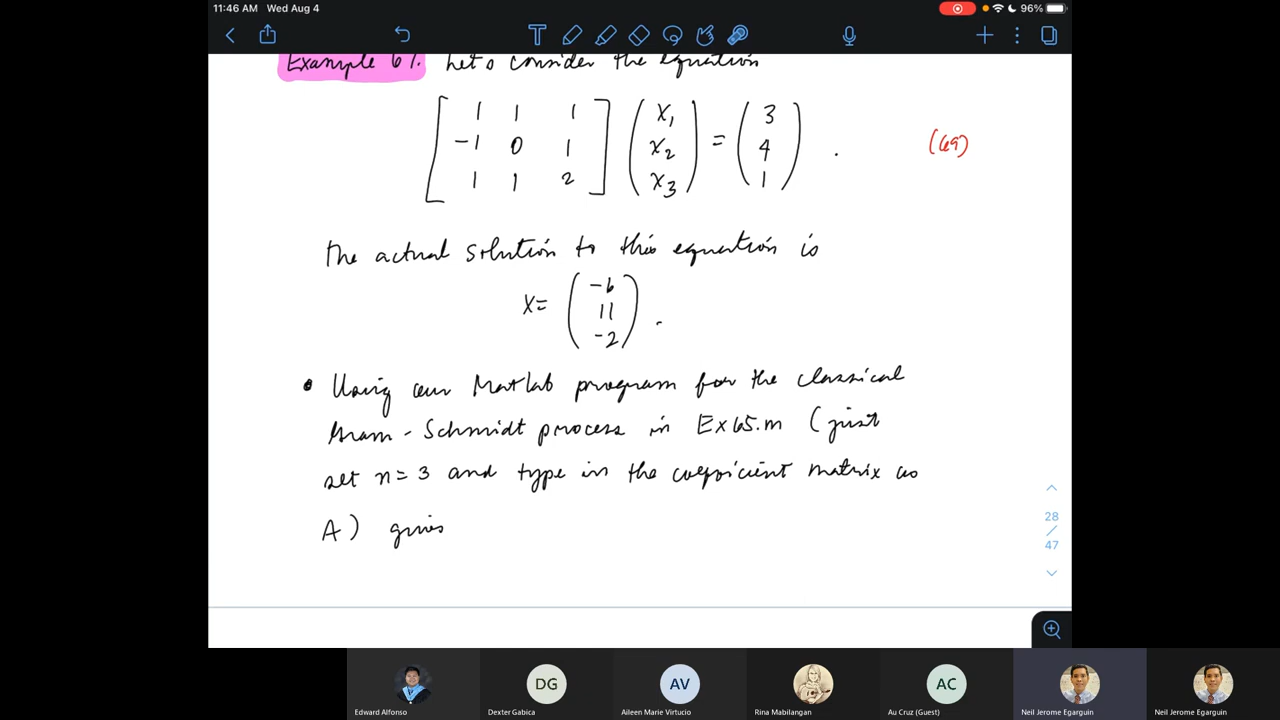 11:46 AM Wed Aug 4
96%
Example 67. Let's consider the equation
[ 1 1 1 ] ( x1 ) = ( 3 )
[ -1 0 1 ] ( x2 ) = ( 4 ) . (69)
[ 1 1 2 ] ( x3 ) ( 1 )
The actual solution to this equation is
x = ( -6 11 -2 ) .
• Using our Matlab program for the classical
Gram-Schmidt process in Ex65.m (just
set n=3 and type in the coefficient matrix as
A) gives
28
/
47
DG
AV
AC
Edward Alfonso
Dexter Gabica
Aileen Marie Virtucio
Rina Mabilangan
Au Cruz (Guest)
Neil Jerome Egarguin
Neil Jerome Egarguin